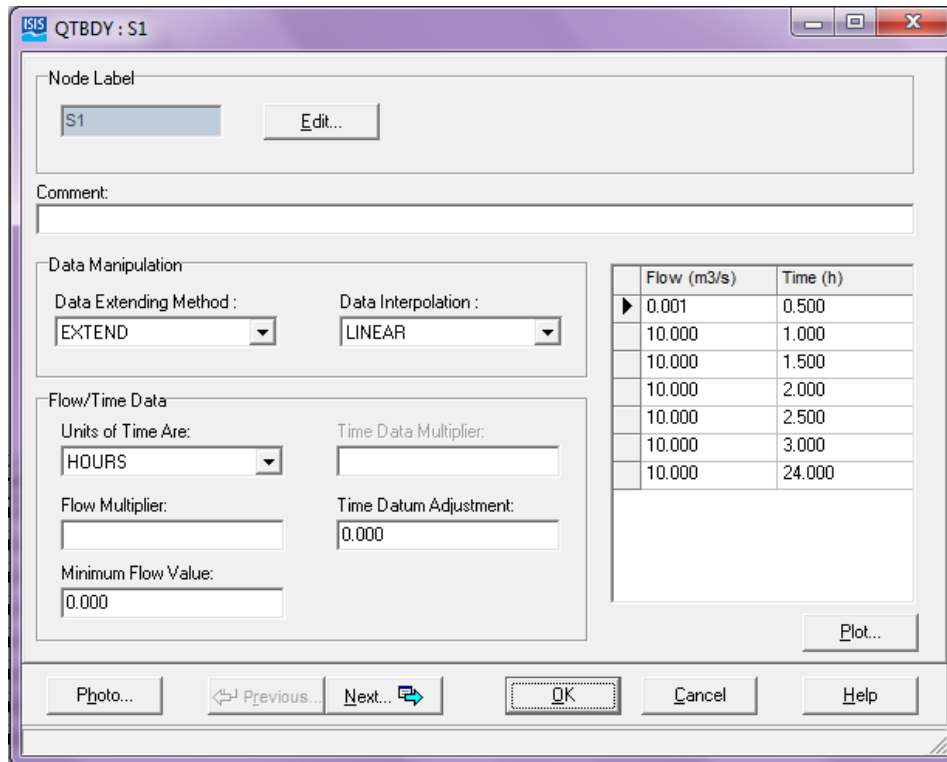 ISIS QTBDY : S1
Node Label
S1 Edit...
Comment:
Data Manipulation
Data Extending Method : Data Interpolation :
EXTEND LINEAR
Flow/Time Data
Units of Time Are: Time Data Multiplier:
HOURS
Flow Multiplier: Time Datum Adjustment:
0.000
Minimum Flow Value:
0.000
Flow (m3/s) Time (h)
0.001 0.500
10.000 1.000
10.000 1.500
10.000 2.000
10.000 2.500
10.000 3.000
10.000 24.000
Plot...
Photo... Previous... Next... OK Cancel Help